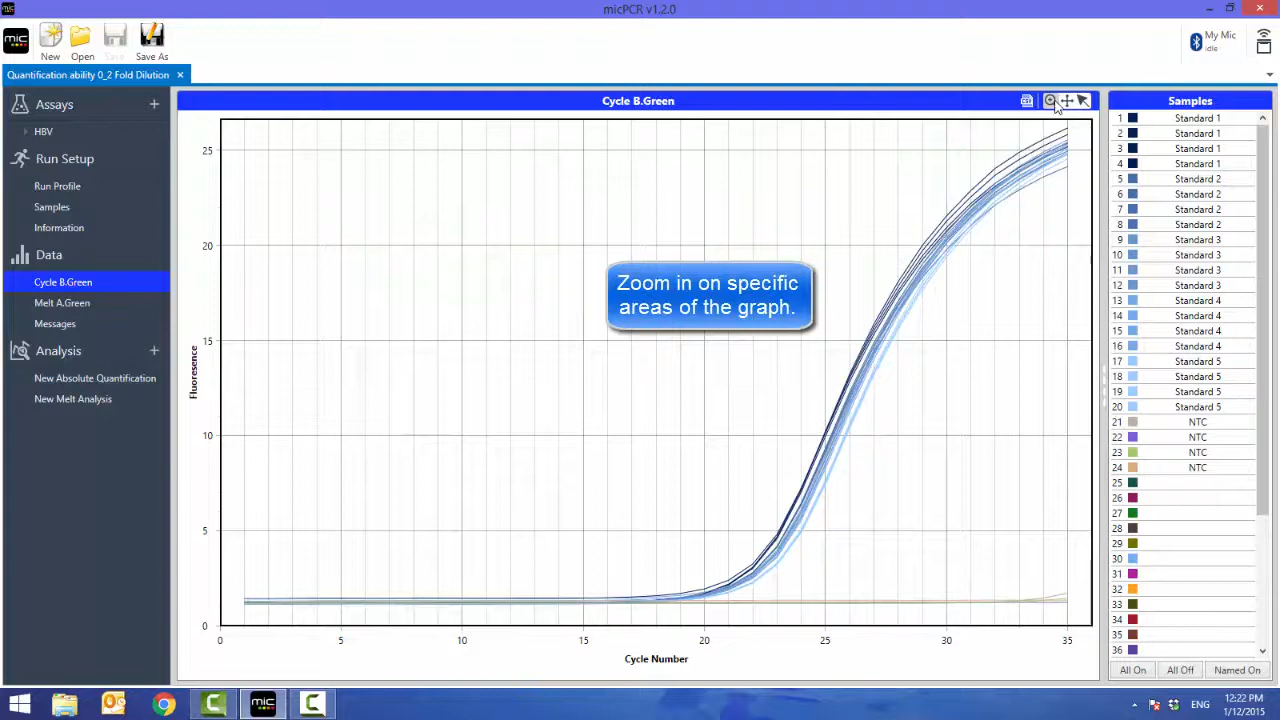 micPCR v1.2.0
mic
New
Open
Save
Save As
My Mic
Idle
Quantification ability 0_2 Fold Dilution ×
Assays +
HBV
Run Setup
Run Profile
Samples
Information
Data
Cycle B.Green
Melt A.Green
Messages
Analysis +
New Absolute Quantification
New Melt Analysis
Cycle B.Green
Zoom in on specific
areas of the graph.
Fluoresence
25
20
15
10
5
0
0 5 10 15 20 25 30 35
Cycle Number
Samples
1 Standard 1
2 Standard 1
3 Standard 1
4 Standard 1
5 Standard 2
6 Standard 2
7 Standard 2
8 Standard 2
9 Standard 3
10 Standard 3
11 Standard 3
12 Standard 3
13 Standard 4
14 Standard 4
15 Standard 4
16 Standard 4
17 Standard 5
18 Standard 5
19 Standard 5
20 Standard 5
21 NTC
22 NTC
23 NTC
24 NTC
25
26
27
28
29
30
31
32
33
34
35
36
All On
All Off
Named On
mic
ENG
12:22 PM
1/12/2015